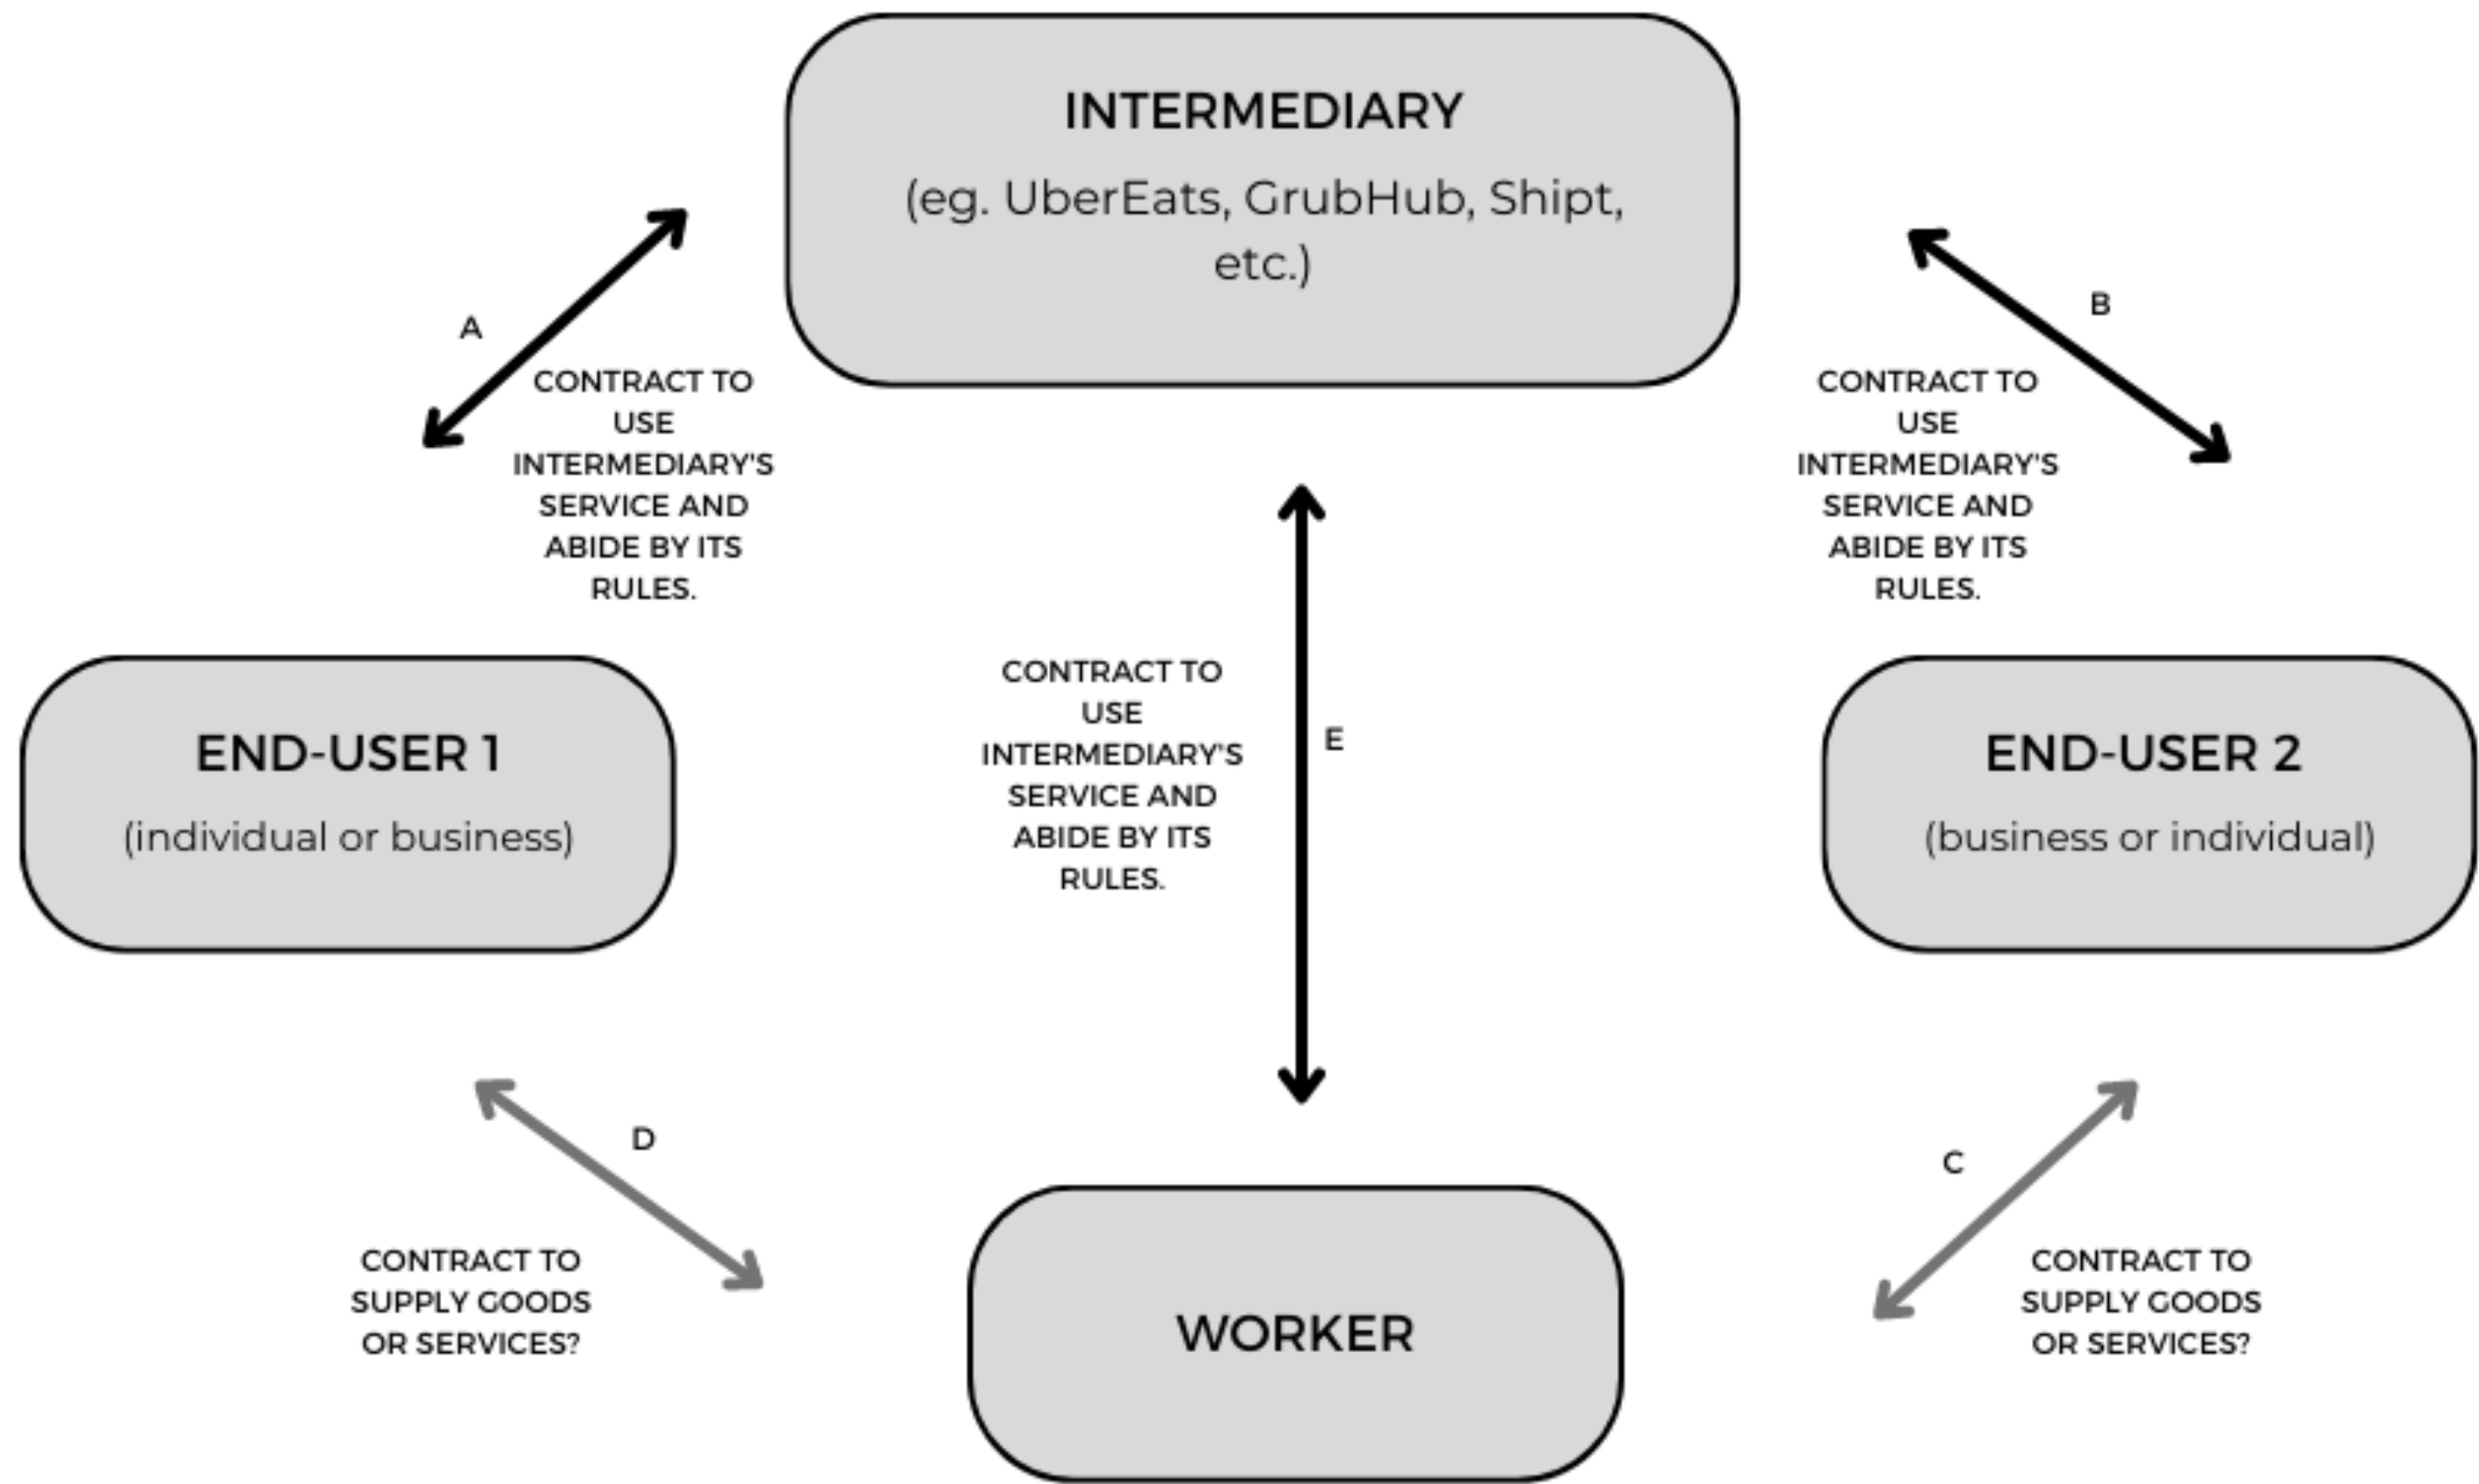 INTERMEDIARY
(eg. UberEats, GrubHub, Shipt,
etc.)
A
CONTRACT TO
USE
INTERMEDIARY'S
SERVICE AND
ABIDE BY ITS
RULES.
B
CONTRACT TO
USE
INTERMEDIARY'S
SERVICE AND
ABIDE BY ITS
RULES.
END-USER 1
(individual or business)
CONTRACT TO
USE
INTERMEDIARY'S
SERVICE AND
ABIDE BY ITS
RULES.
E
END-USER 2
(business or individual)
D
CONTRACT TO
SUPPLY GOODS
OR SERVICES?
WORKER
C
CONTRACT TO
SUPPLY GOODS
OR SERVICES?